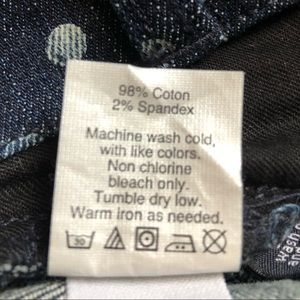 98% Coton
2% Spandex
Machine wash cold,
with like colors.
Non chlorine
bleach only.
Tumble dry low.
Warm iron as needed.
30